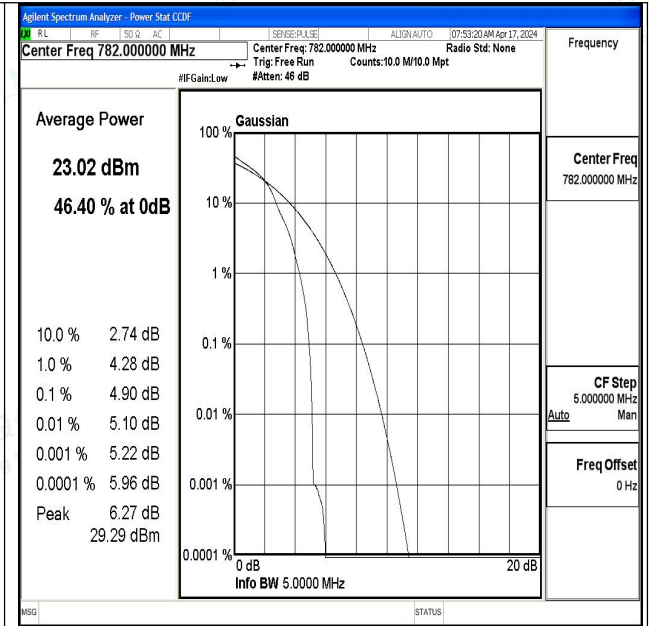 Agilent Spectrum Analyzer - Power Stat CCDF
RL RF 50 Ω AC SENSE:PULSE ALIGN AUTO 07:53:20 AM Apr 17, 2024
Center Freq 782.000000 MHz
Center Freq: 782.000000 MHz Radio Std: None
Trig: Free Run Counts:10.0 M/10.0 Mpt
#IFGain:Low #Atten: 46 dB
Frequency
Average Power
23.02 dBm
46.40 % at 0dB
10.0 % 2.74 dB
1.0 % 4.28 dB
0.1 % 4.90 dB
0.01 % 5.10 dB
0.001 % 5.22 dB
0.0001 % 5.96 dB
Peak 6.27 dB
29.29 dBm
Gaussian
100 %
10 %
1 %
0.1 %
0.01 %
0.001 %
0.0001 %
0 dB 20 dB
Info BW 5.0000 MHz
Center Freq
782.000000 MHz
CF Step
5.000000 MHz
Auto Man
Freq Offset
0 Hz
MSG STATUS